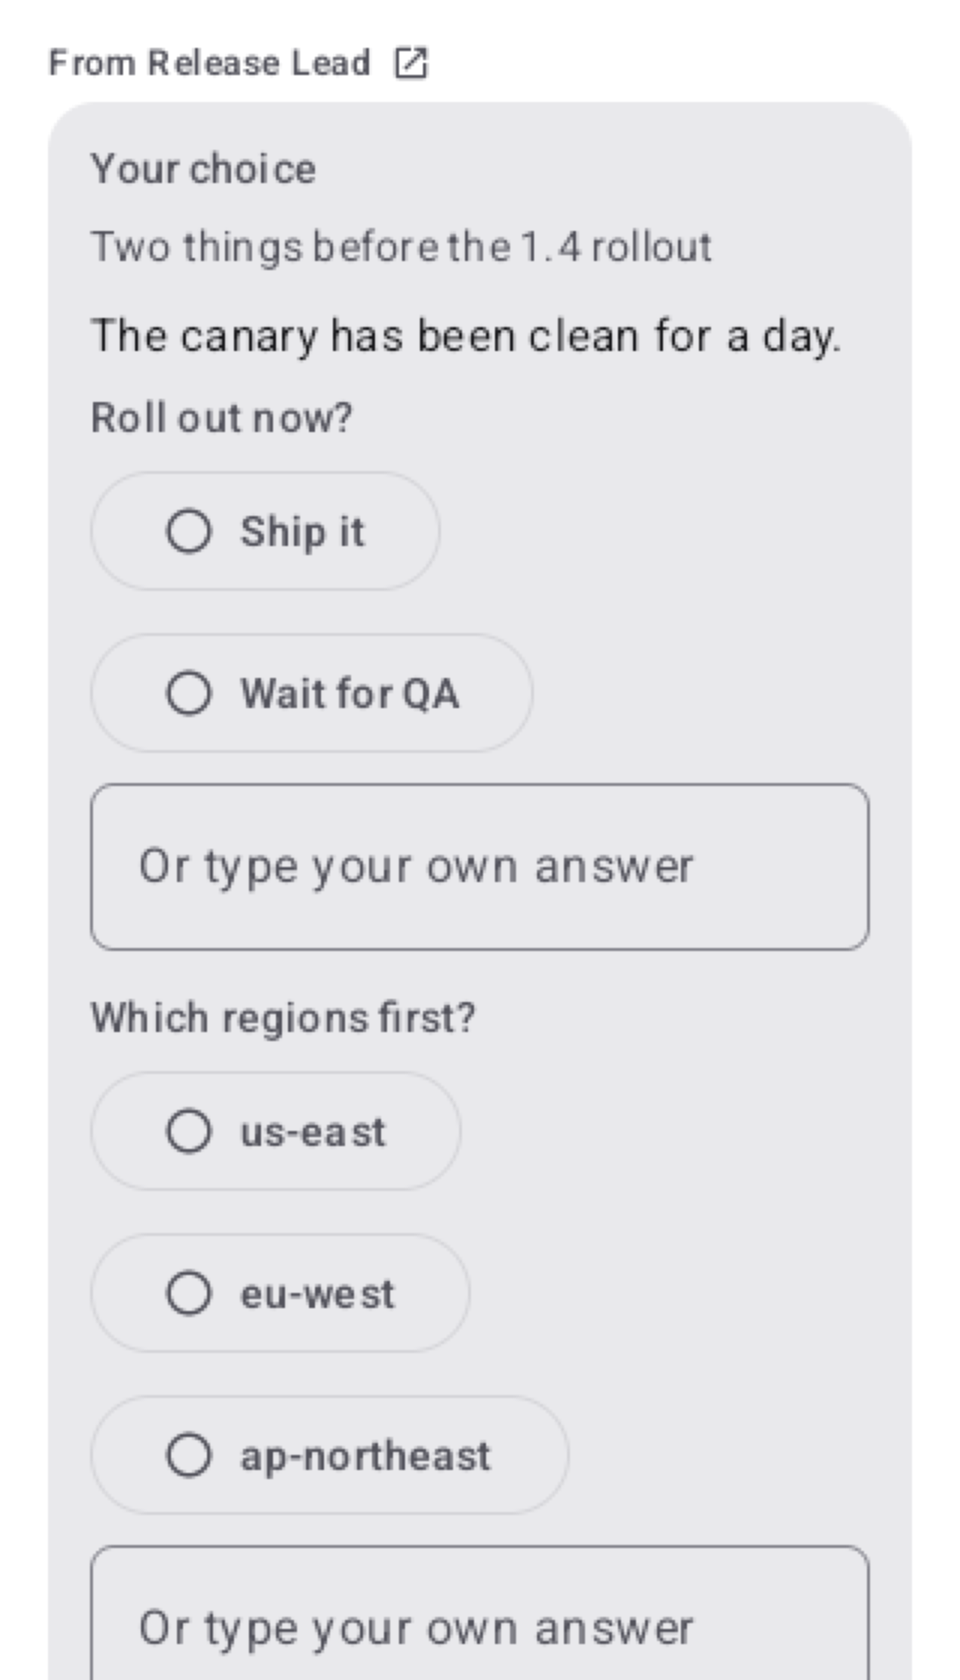 From Release Lead
Your choice
Two things before the 1.4 rollout
The canary has been clean for a day.
Roll out now?
Ship it
Wait for QA
Or type your own answer
Which regions first?
us-east
eu-west
ap-northeast
Or type your own answer